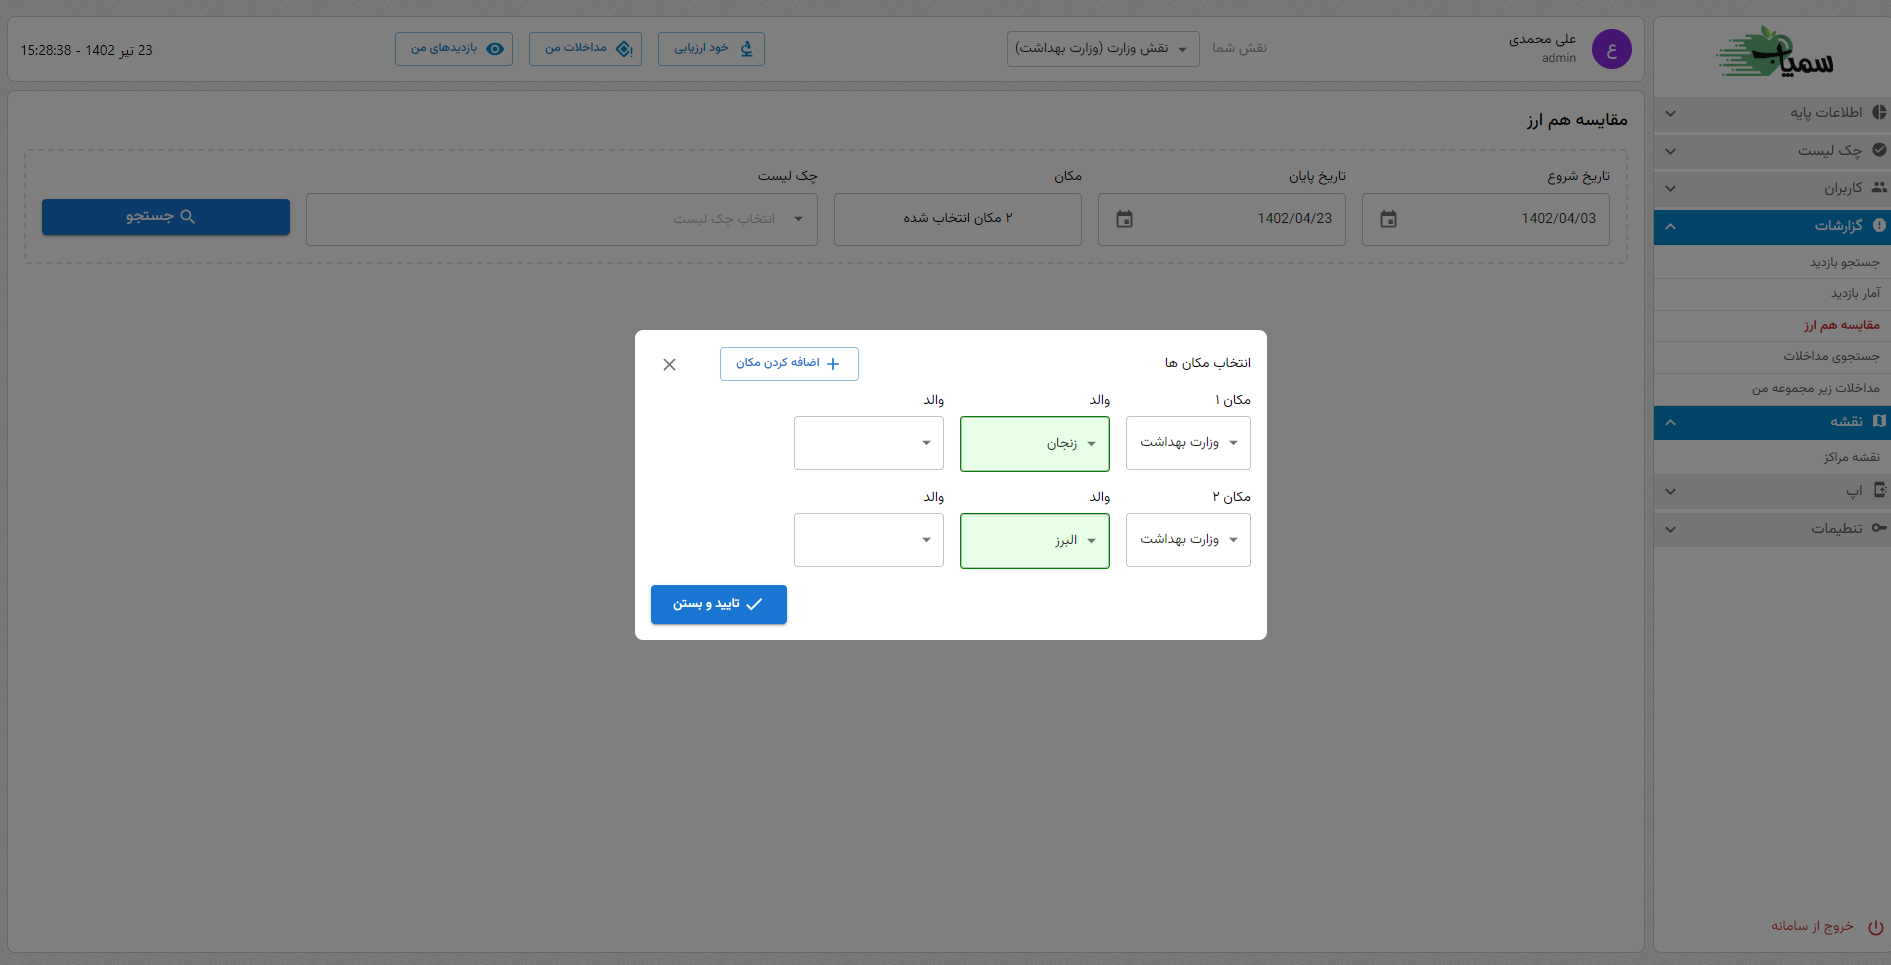 سمیاب
اطلاعات پایه
چک لیست
کاربران
گزارشات
جستجو بازدید
آمار بازدید
مقایسه هم ارز
جستجوی مداخلات
مداخلات زیر مجموعه من
نقشه
نقشه مراکز
اپ
تنظیمات
خروج از سامانه
ع
علی محمدی
admin
نقش شما
نقش وزارت (وزارت بهداشت)
خود ارزیابی
مداخلات من
بازدیدهای من
23 تیر 1402 - 15:28:38
مقایسه هم ارز
تاریخ شروع
تاریخ پایان
مکان
چک لیست
1402/04/03
1402/04/23
۲ مکان انتخاب شده
انتخاب چک لیست
جستجو
انتخاب مکان ها
اضافه کردن مکان
مکان ۱
والد
والد
وزارت بهداشت
زنجان
مکان ۲
والد
والد
وزارت بهداشت
البرز
تایید و بستن